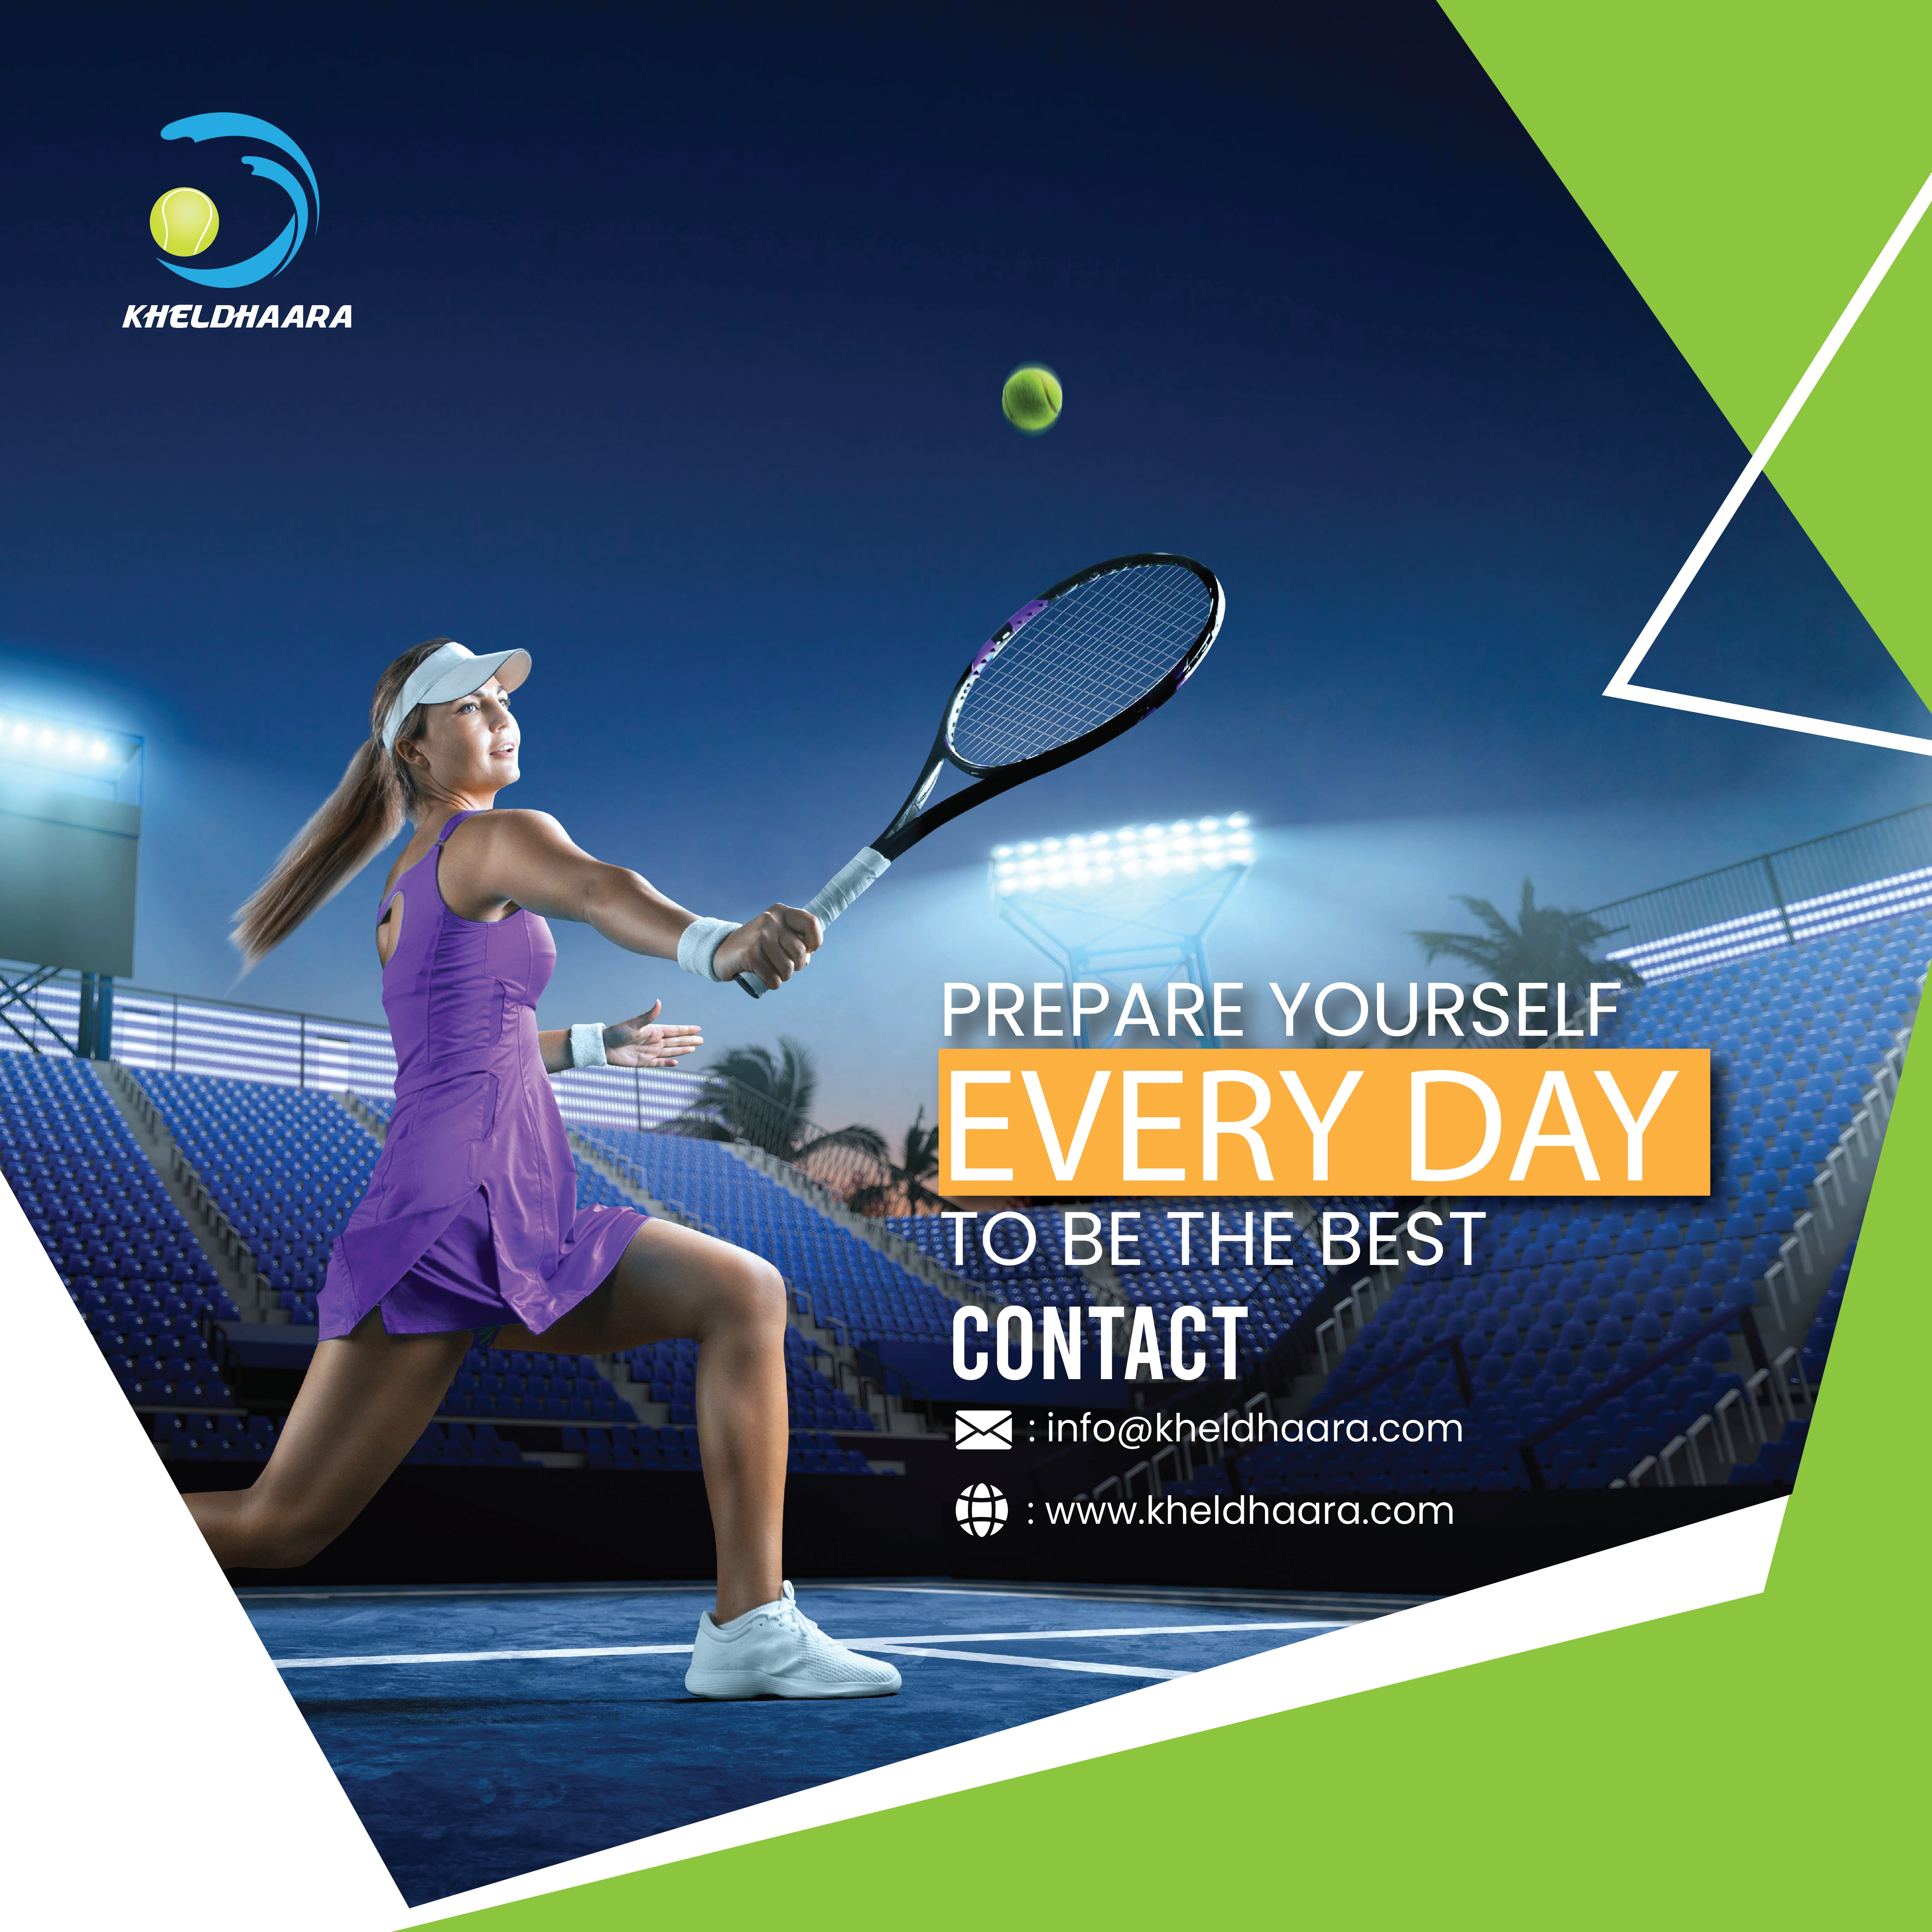 KHELDHAARA
PREPARE YOURSELF
EVERY DAY
TO BE THE BEST
CONTACT
: info@kheldhaara.com
: www.kheldhaara.com